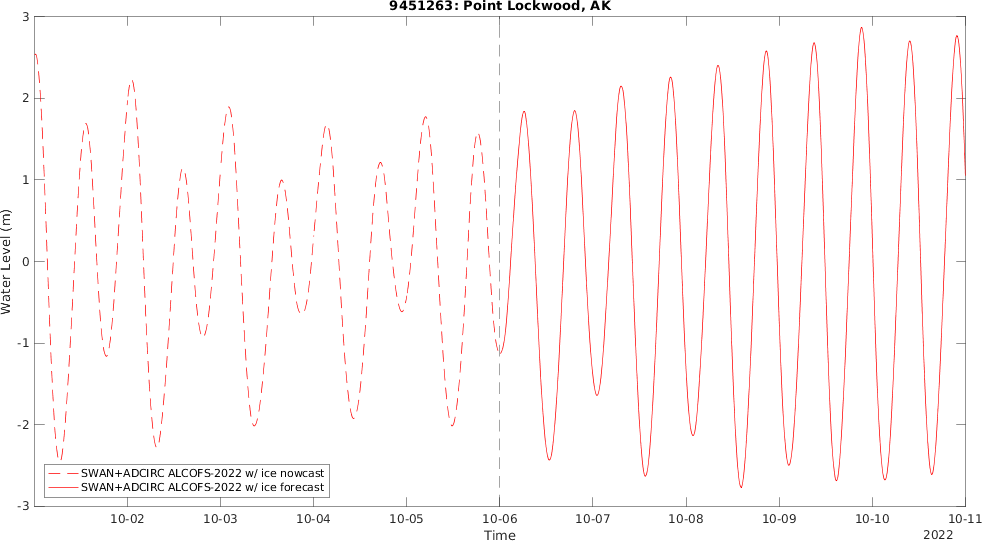 9451263: Point Lockwood, AK
3
2
1
0
-1
-2
-3
Water Level (m)
SWAN+ADCIRC ALCOFS-2022 w/ ice nowcast
SWAN+ADCIRC ALCOFS-2022 w/ ice forecast
10-02 10-03 10-04 10-05 10-06 10-07 10-08 10-09 10-10 10-11
Time
2022